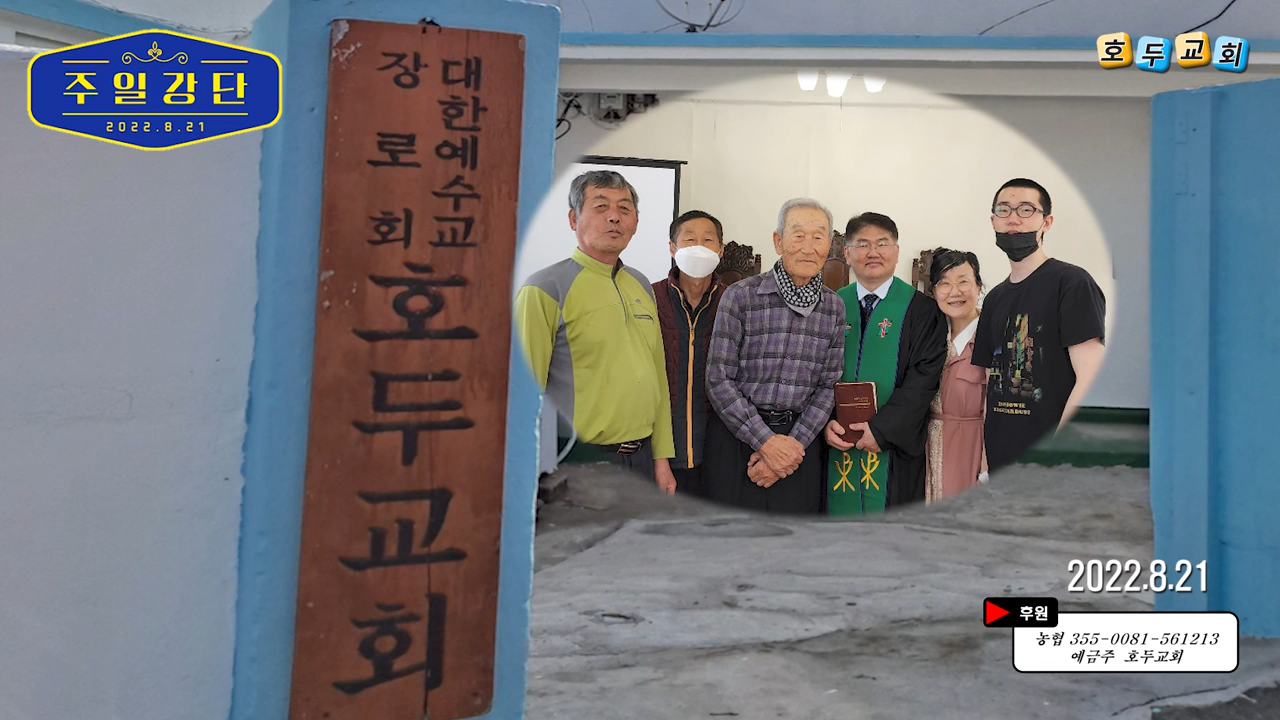 주일강단
2022.8.21
대한예수교
장로회
호두교회
호두교회
2022.8.21
후원
농협 355-0081-561213
예금주 호두교회